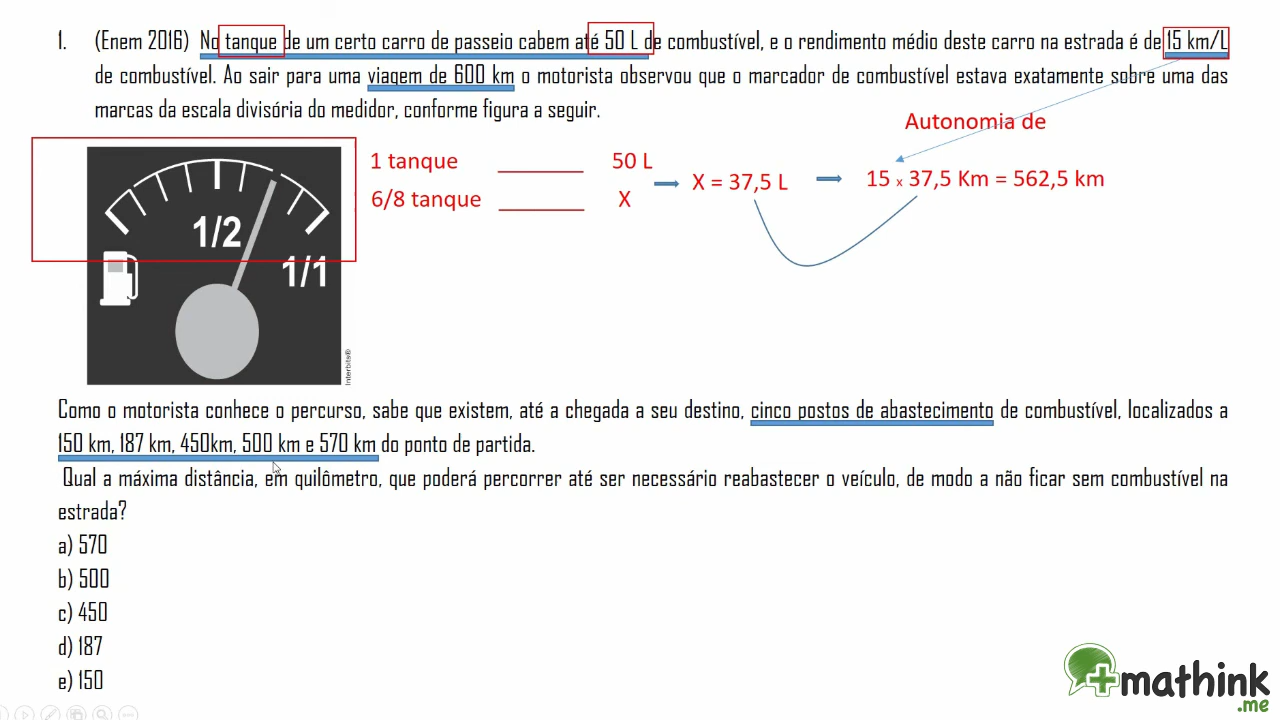 1. (Enem 2016) No tanque de um certo carro de passeio cabem até 50 L de combustível, e o rendimento médio deste carro na estrada é de 15 km/L
de combustível. Ao sair para uma viagem de 600 km o motorista observou que o marcador de combustível estava exatamente sobre uma das
marcas da escala divisória do medidor, conforme figura a seguir.
Autonomia de
1 tanque 50 L
6/8 tanque X
X = 37,5 L
15 x 37,5 Km = 562,5 km
1/2
1/1
Interbits®
Como o motorista conhece o percurso, sabe que existem, até a chegada a seu destino, cinco postos de abastecimento de combustível, localizados a
150 km, 187 km, 450km, 500 km e 570 km do ponto de partida.
Qual a máxima distância, em quilômetro, que poderá percorrer até ser necessário reabastecer o veículo, de modo a não ficar sem combustível na
estrada?
a) 570
b) 500
c) 450
d) 187
e) 150
+mathink
.me